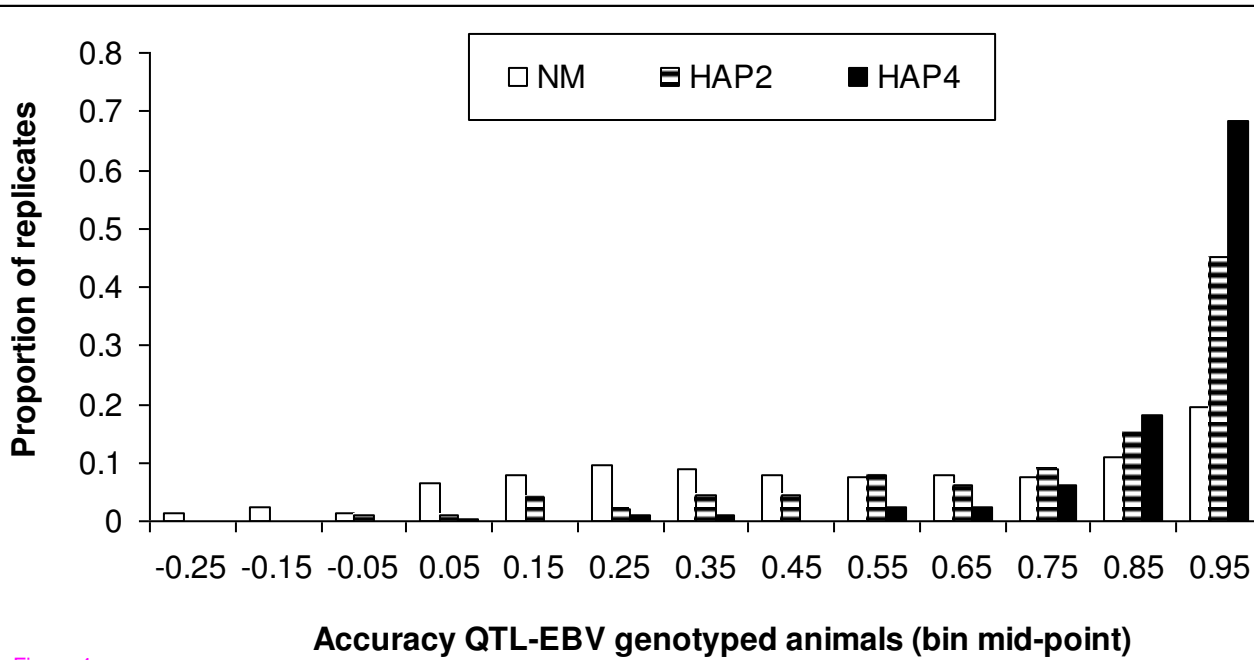 NM HAP2 HAP4
0.8
0.7
0.6
0.5
0.4
0.3
0.2
0.1
0
Proportion of replicates
-0.25 -0.15 -0.05 0.05 0.15 0.25 0.35 0.45 0.55 0.65 0.75 0.85 0.95
Accuracy QTL-EBV genotyped animals (bin mid-point)